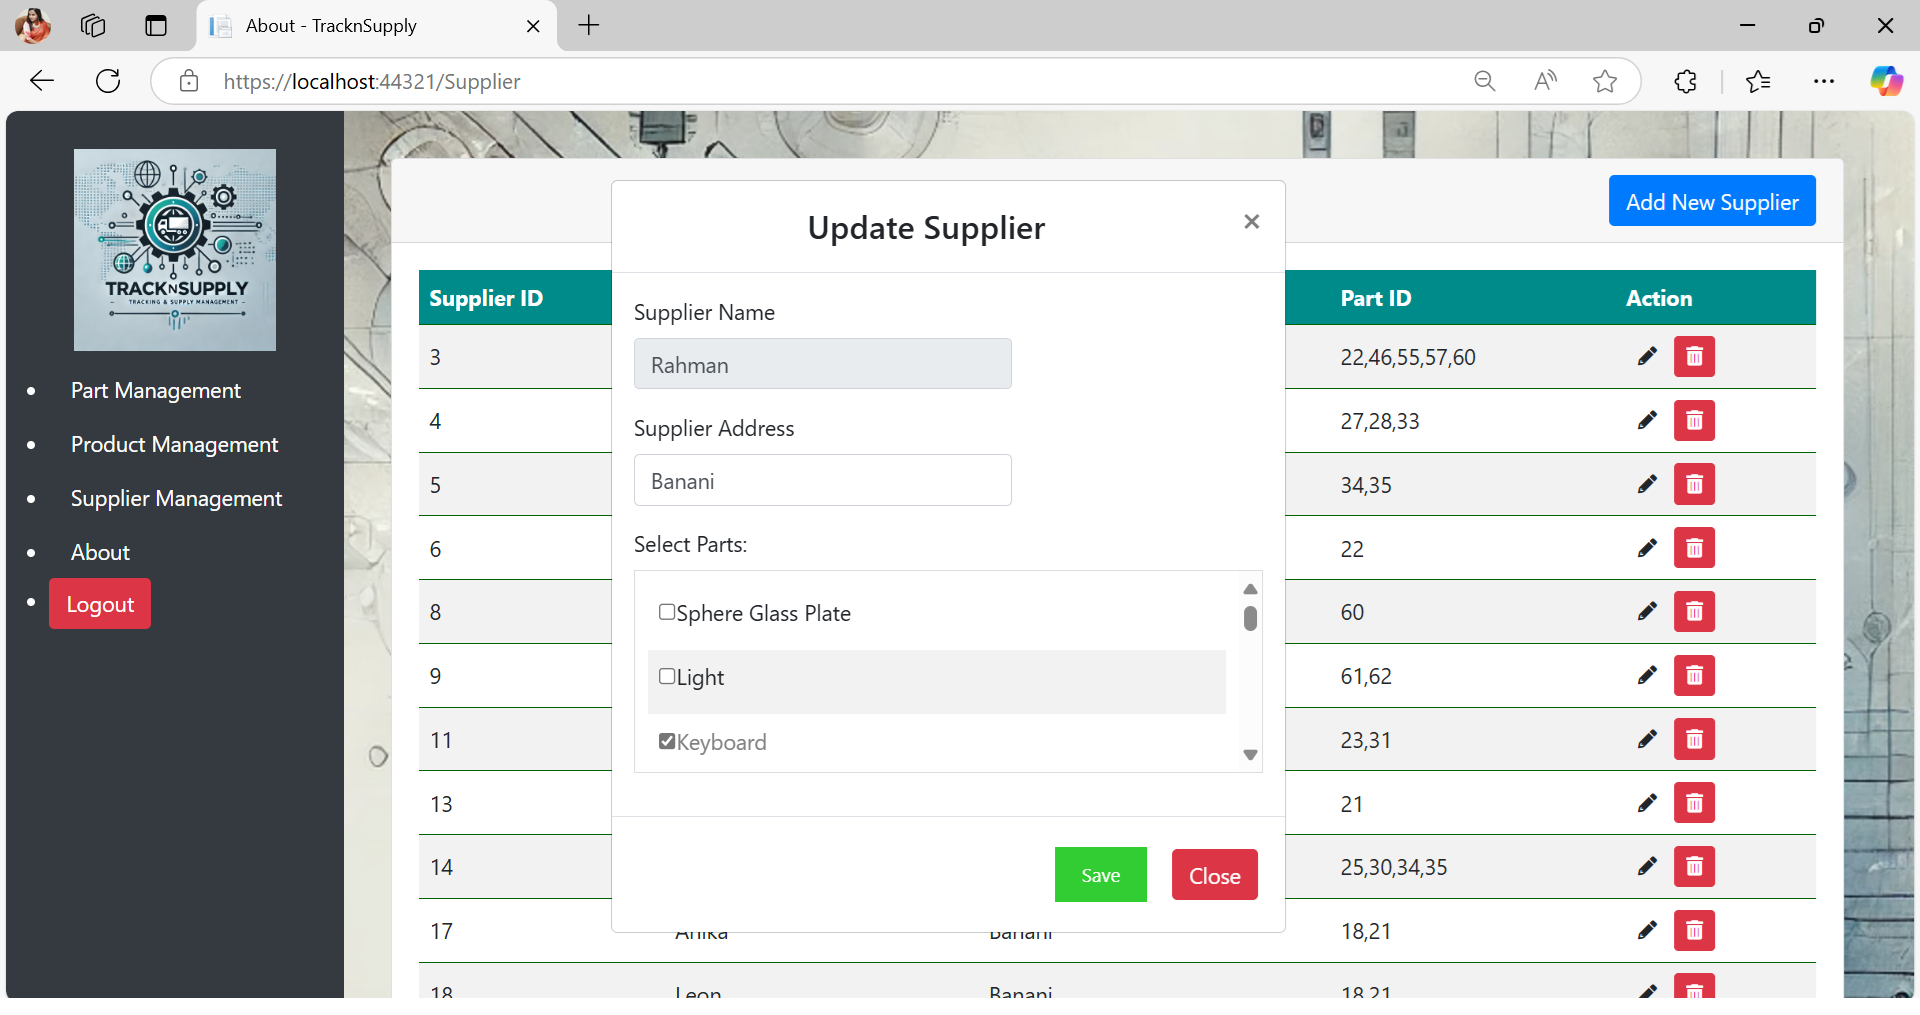 About - TracknSupply
https://localhost:44321/Supplier
TRACKNSUPPLY
- TRACKING & SUPPLY MANAGEMENT -
Part Management
Product Management
Supplier Management
About
Logout
Add New Supplier
Update Supplier
×
Supplier Name
Rahman
Supplier Address
Banani
Select Parts:
Sphere Glass Plate
Light
Keyboard
Save
Close
Supplier ID Part ID Action
3 22,46,55,57,60
4 27,28,33
5 34,35
6 22
8 60
9 61,62
11 23,31
13 21
14 25,30,34,35
17 Anika Banani 18,21
18 Leon Banani 18,21